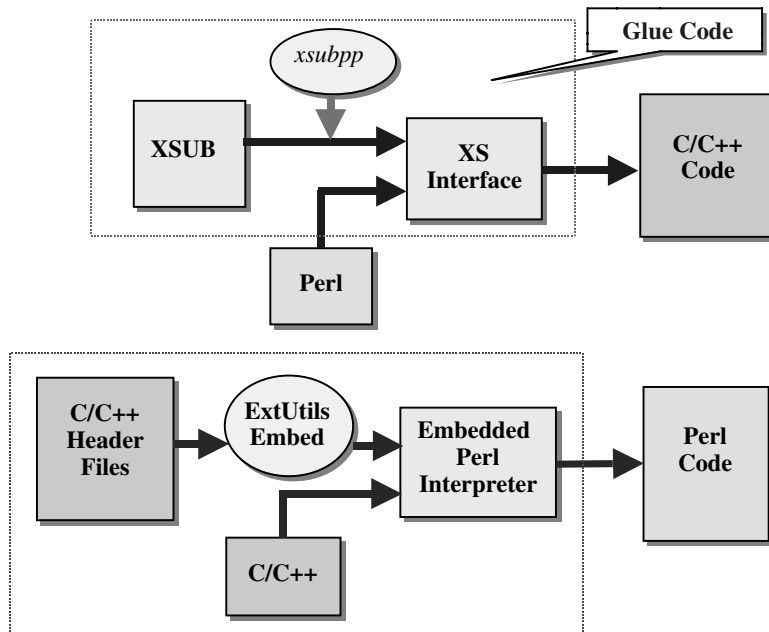 Glue Code
xsubpp
XSUB
XS
Interface
C/C++
Code
Perl
C/C++
Header
Files
ExtUtils
Embed
Embedded
Perl
Interpreter
Perl
Code
C/C++